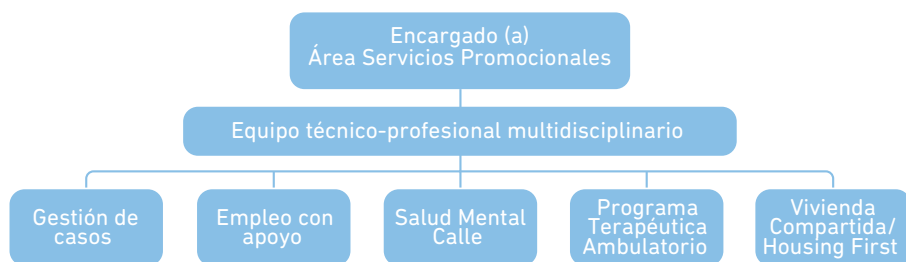 Encargado (a)
Área Servicios Promocionales
Equipo técnico-profesional multidisciplinario
Gestión de
casos
Empleo con
apoyo
Salud Mental
Calle
Programa
Terapéutica
Ambulatorio
Vivienda
Compartida/
Housing First